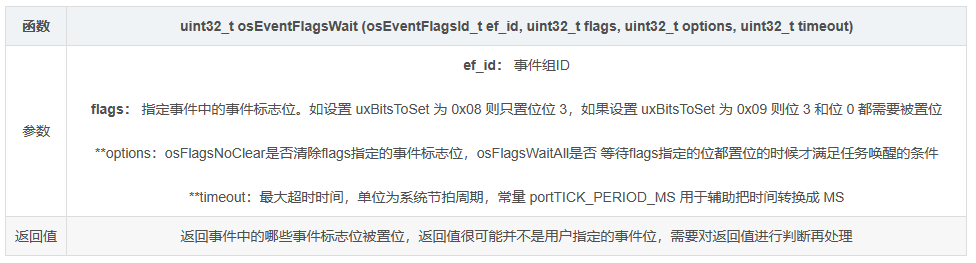 函数
uint32_t osEventFlagsWait (osEventFlagsId_t ef_id, uint32_t flags, uint32_t options, uint32_t timeout)
参数
ef_id： 事件组ID
flags： 指定事件中的事件标志位。如设置 uxBitsToSet 为 0x08 则只置位位 3，如果设置 uxBitsToSet 为 0x09 则位 3 和位 0 都需要被置位
**options：osFlagsNoClear是否清除flags指定的事件标志位，osFlagsWaitAll是否 等待flags指定的位都置位的时候才满足任务唤醒的条件
**timeout：最大超时时间，单位为系统节拍周期，常量 portTICK_PERIOD_MS 用于辅助把时间转换成 MS
返回值
返回事件中的哪些事件标志位被置位，返回值很可能并不是用户指定的事件位，需要对返回值进行判断再处理